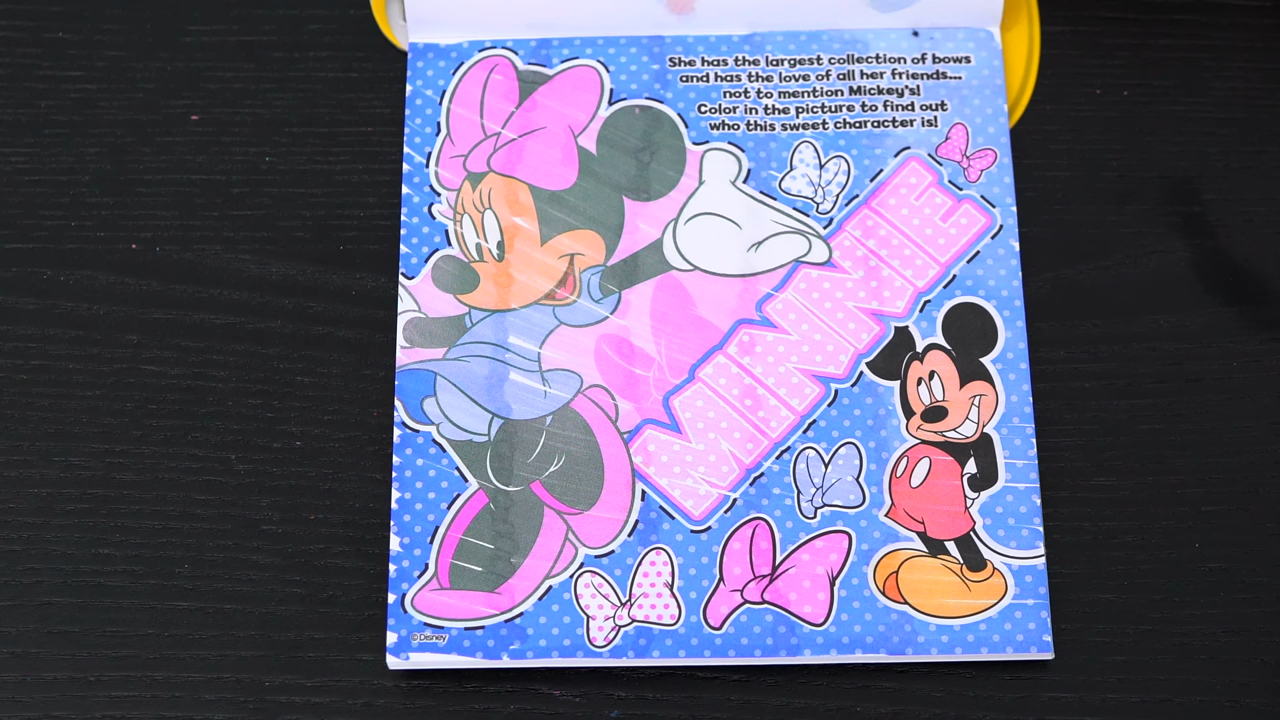 She has the largest collection of bows
and has the love of all her friends...
not to mention Mickey's!
Color in the picture to find out
who this sweet character is!
MINNIE
© Disney